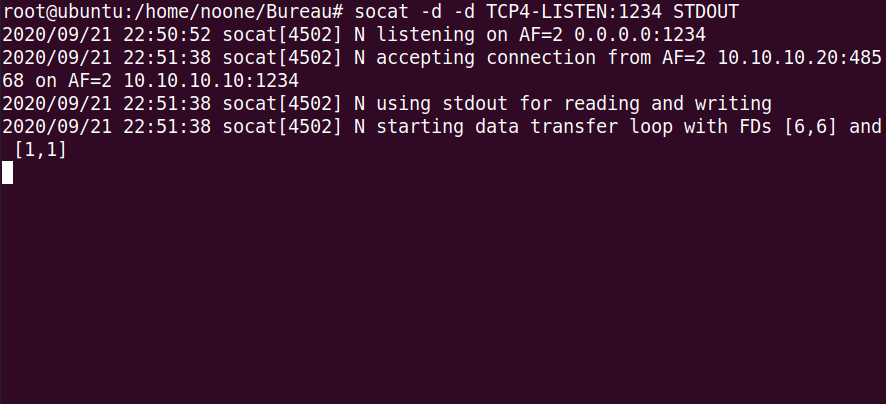 root@ubuntu:/home/noone/Bureau# socat -d -d TCP4-LISTEN:1234 STDOUT
2020/09/21 22:50:52 socat[4502] N listening on AF=2 0.0.0.0:1234
2020/09/21 22:51:38 socat[4502] N accepting connection from AF=2 10.10.10.20:485
68 on AF=2 10.10.10.10:1234
2020/09/21 22:51:38 socat[4502] N using stdout for reading and writing
2020/09/21 22:51:38 socat[4502] N starting data transfer loop with FDs [6,6] and
 [1,1]